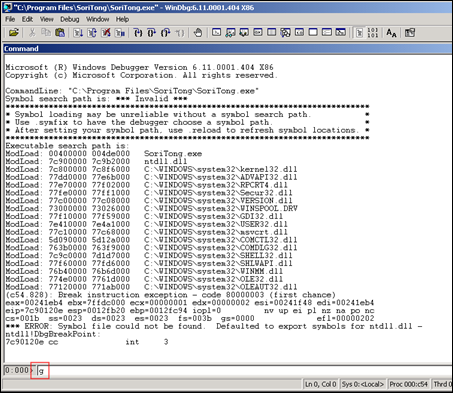 "C:\Program Files\SoriTong\SoriTong.exe" - WinDbg:6.11.0001.404 X86
File Edit View Debug Window Help
Command
Microsoft (R) Windows Debugger Version 6.11.0001.404 X86
Copyright (c) Microsoft Corporation. All rights reserved.
CommandLine: "C:\Program Files\SoriTong\SoriTong.exe"
Symbol search path is: *** Invalid ***
****************************************************************************
* Symbol loading may be unreliable without a symbol search path. *
* Use .symfix to have the debugger choose a symbol path. *
* After setting your symbol path, use .reload to refresh symbol locations. *
****************************************************************************
Executable search path is:
ModLoad: 00400000 004de000 SoriTong.exe
ModLoad: 7c900000 7c9b2000 ntdll.dll
ModLoad: 7c800000 7c8f6000 C:\WINDOWS\system32\kernel32.dll
ModLoad: 77dd0000 77e6b000 C:\WINDOWS\system32\ADVAPI32.dll
ModLoad: 77e70000 77f02000 C:\WINDOWS\system32\RPCRT4.dll
ModLoad: 77fe0000 77ff1000 C:\WINDOWS\system32\Secur32.dll
ModLoad: 77c00000 77c08000 C:\WINDOWS\system32\VERSION.dll
ModLoad: 73000000 73026000 C:\WINDOWS\system32\WINSPOOL.DRV
ModLoad: 77f10000 77f59000 C:\WINDOWS\system32\GDI32.dll
ModLoad: 7e410000 7e4a1000 C:\WINDOWS\system32\USER32.dll
ModLoad: 77c10000 77c68000 C:\WINDOWS\system32\msvcrt.dll
ModLoad: 5d090000 5d12a000 C:\WINDOWS\system32\COMCTL32.dll
ModLoad: 763b0000 763f9000 C:\WINDOWS\system32\COMDLG32.dll
ModLoad: 7c9c0000 7d1d7000 C:\WINDOWS\system32\SHELL32.dll
ModLoad: 77f60000 77fd6000 C:\WINDOWS\system32\SHLWAPI.dll
ModLoad: 76b40000 76b6d000 C:\WINDOWS\system32\WINMM.dll
ModLoad: 774e0000 7761d000 C:\WINDOWS\system32\OLE32.dll
ModLoad: 77120000 771ab000 C:\WINDOWS\system32\OLEAUT32.dll
(c54.828): Break instruction exception - code 80000003 (first chance)
eax=00241eb4 ebx=7ffdc000 ecx=00000001 edx=00000002 esi=00241f48 edi=00241eb4
eip=7c90120e esp=0012fb20 ebp=0012fc94 iopl=0 nv up ei pl nz na po nc
cs=001b ss=0023 ds=0023 es=0023 fs=003b gs=0000 efl=00000202
*** ERROR: Symbol file could not be found. Defaulted to export symbols for ntdll.dll -
ntdll!DbgBreakPoint:
7c90120e cc int 3
0:000> g
Ln 0, Col 0 Sys 0:<Local> Proc 000:c54 Thrd 0